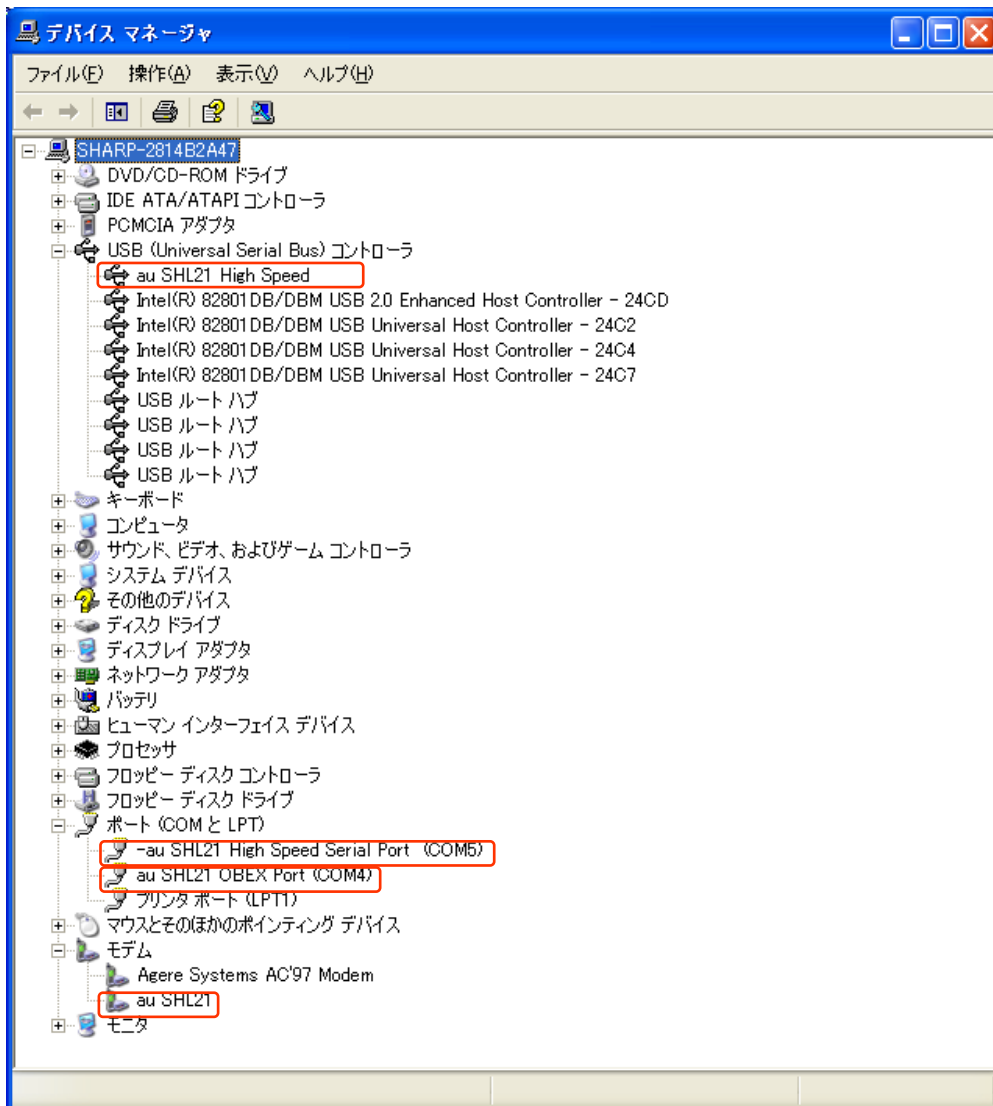 デバイス マネージャ
ファイル(F) 操作(A) 表示(V) ヘルプ(H)
SHARP-2814B2A47
DVD/CD-ROM ドライブ
IDE ATA/ATAPI コントローラ
PCMCIA アダプタ
USB (Universal Serial Bus) コントローラ
au SHL21 High Speed
Intel(R) 82801DB/DBM USB 2.0 Enhanced Host Controller - 24CD
Intel(R) 82801DB/DBM USB Universal Host Controller - 24C2
Intel(R) 82801DB/DBM USB Universal Host Controller - 24C4
Intel(R) 82801DB/DBM USB Universal Host Controller - 24C7
USB ルート ハブ
USB ルート ハブ
USB ルート ハブ
USB ルート ハブ
キーボード
コンピュータ
サウンド、ビデオ、およびゲーム コントローラ
システム デバイス
その他のデバイス
ディスク ドライブ
ディスプレイ アダプタ
ネットワーク アダプタ
バッテリ
ヒューマン インターフェイス デバイス
プロセッサ
フロッピー ディスク コントローラ
フロッピー ディスク ドライブ
ポート (COM と LPT)
-au SHL21 High Speed Serial Port (COM5)
au SHL21 OBEX Port (COM4)
プリンタ ポート (LPT1)
マウスとそのほかのポインティング デバイス
モデム
Agere Systems AC'97 Modem
au SHL21
モニタ